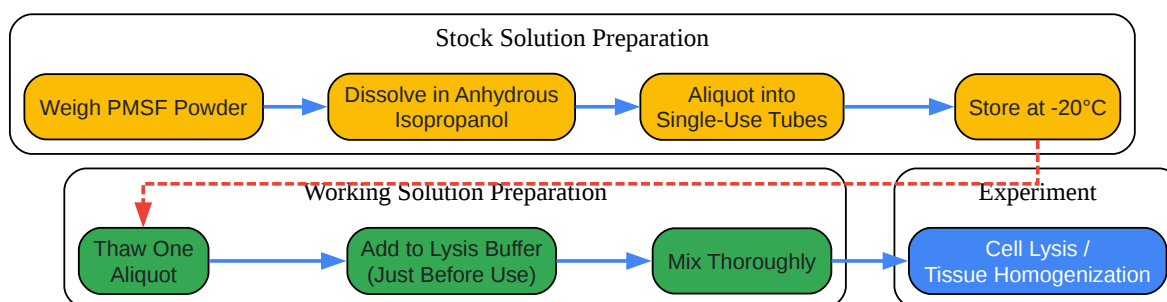 Stock Solution Preparation
Weigh PMSF Powder
Dissolve in Anhydrous
Isopropanol
Aliquot into
Single-Use Tubes
Store at -20°C
Working Solution Preparation
Thaw One
Aliquot
Add to Lysis Buffer
(Just Before Use)
Mix Thoroughly
Experiment
Cell Lysis /
Tissue Homogenization